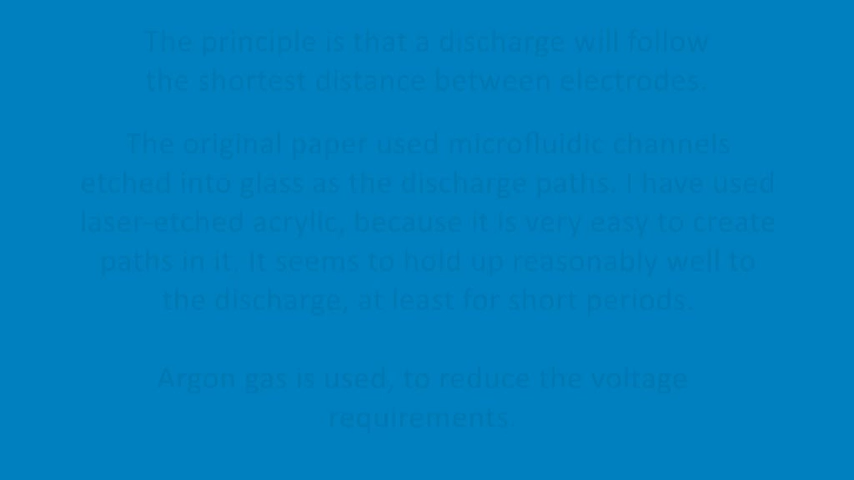 The principle is that a discharge will follow
the shortest distance between electrodes.
The original paper used microfluidic channels
etched into glass as the discharge paths. I have used
laser-etched acrylic, because it is very easy to create
paths in it. It seems to hold up reasonably well to
the discharge, at least for short periods.
Argon gas is used, to reduce the voltage
requirements